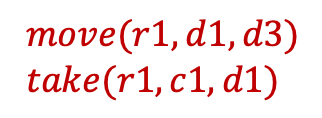 move(r1, d1, d3)
take(r1, c1, d1)